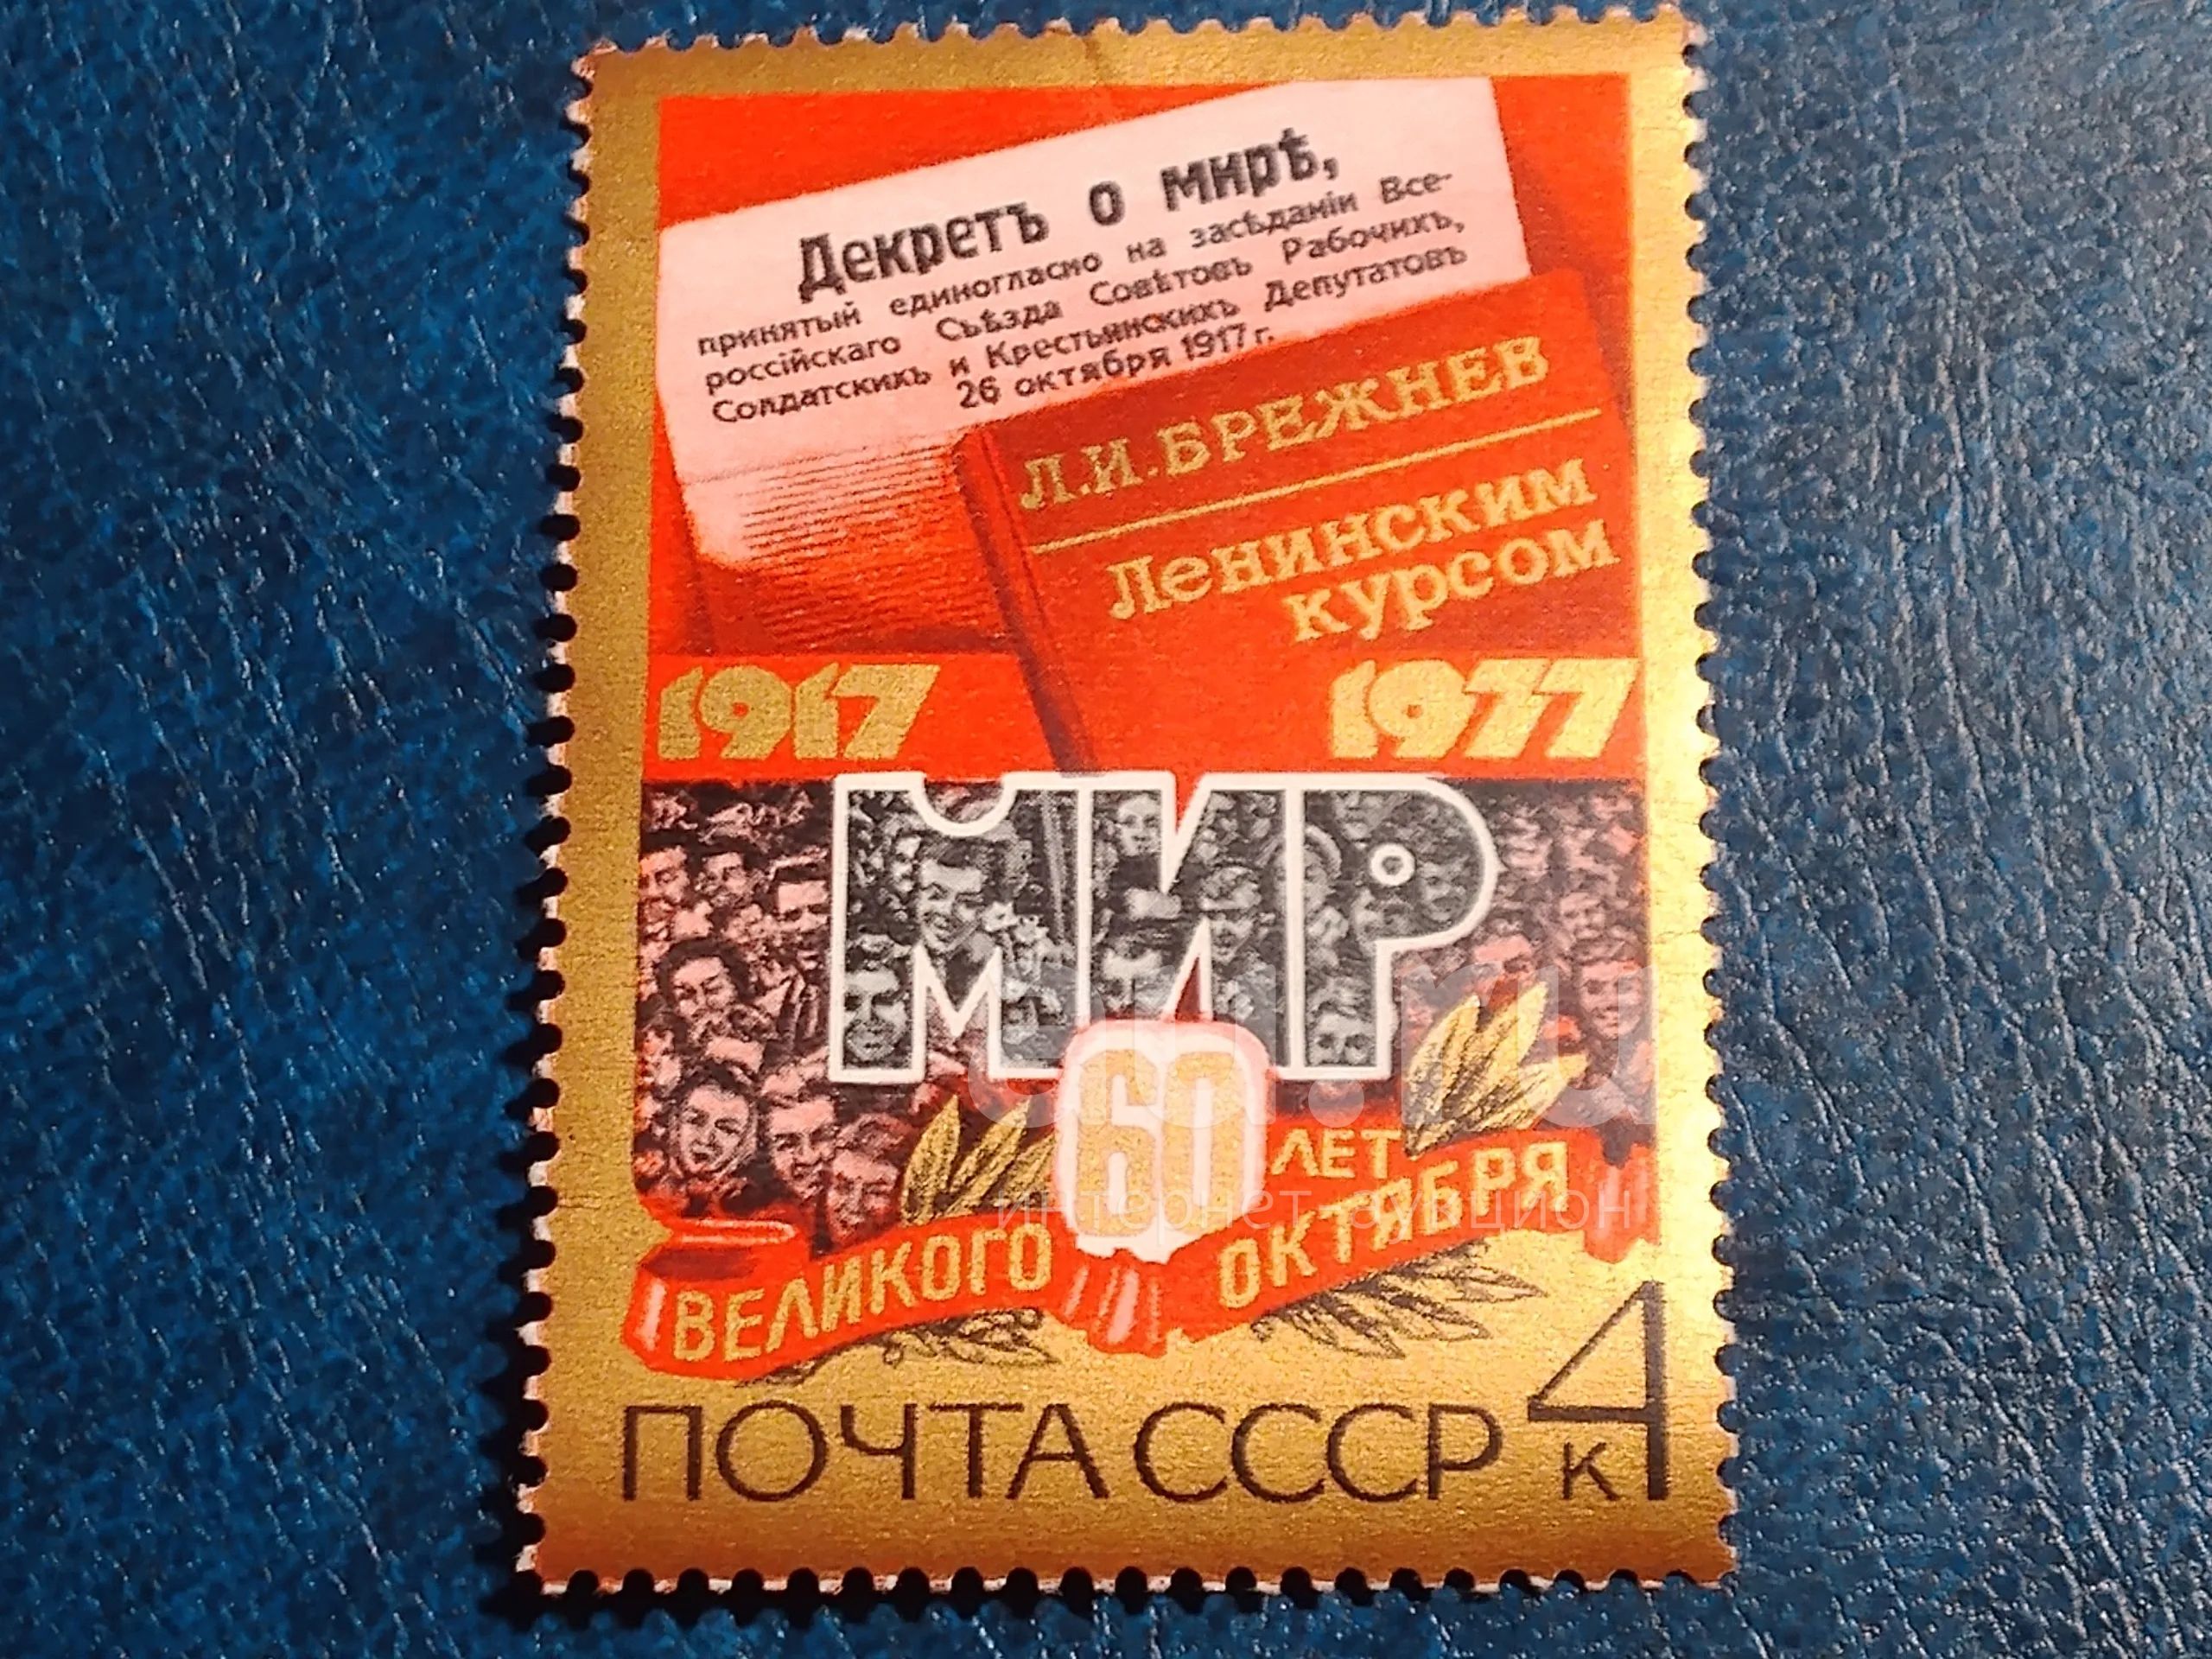 Декретъ о мирѣ,
принятый единогласно на засѣданіи Все-
россійскаго Съѣзда Совѣтовъ Рабочихъ,
Солдатскихъ и Крестьянскихъ Депутатовъ
26 октября 1917 г.
Л.И.БРЕЖНЕВ
Ленинским
курсом
1917 1977
МИР
60 ЛЕТ
ВЕЛИКОГО ОКТЯБРЯ
ПОЧТА СССР 4 К
интернет аукцион